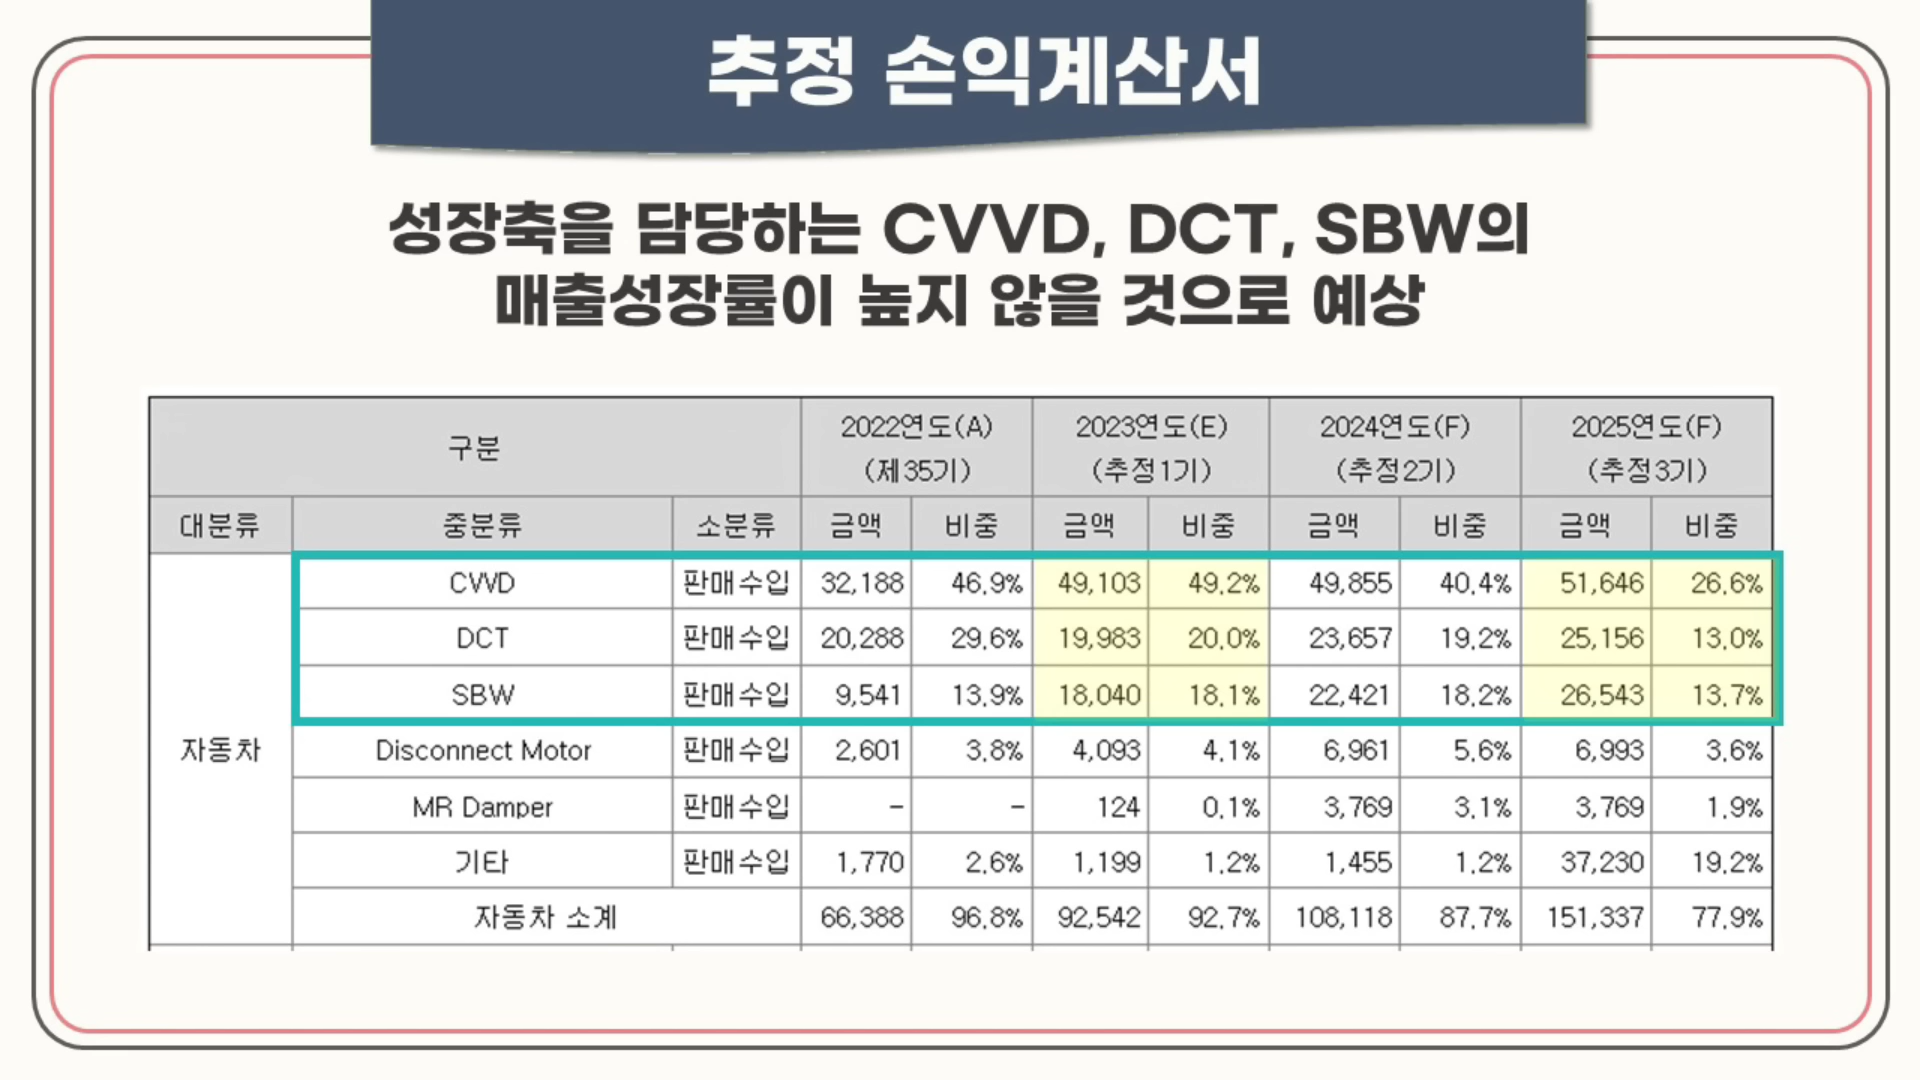 추정 손익계산서
성장축을 담당하는 CVVD, DCT, SBW의
매출성장률이 높지 않을 것으로 예상
구분 2022연도(A) 2023연도(E) 2024연도(F) 2025연도(F)
(제35기) (추정1기) (추정2기) (추정3기)
대분류 중분류 소분류 금액 비중 금액 비중 금액 비중 금액 비중
CVVD 판매수입 32,188 46.9% 49,103 49.2% 49,855 40.4% 51,646 26.6%
DCT 판매수입 20,288 29.6% 19,983 20.0% 23,657 19.2% 25,156 13.0%
SBW 판매수입 9,541 13.9% 18,040 18.1% 22,421 18.2% 26,543 13.7%
자동차 Disconnect Motor 판매수입 2,601 3.8% 4,093 4.1% 6,961 5.6% 6,993 3.6%
MR Damper 판매수입 - - 124 0.1% 3,769 3.1% 3,769 1.9%
기타 판매수입 1,770 2.6% 1,199 1.2% 1,455 1.2% 37,230 19.2%
자동차 소계 66,388 96.8% 92,542 92.7% 108,118 87.7% 151,337 77.9%